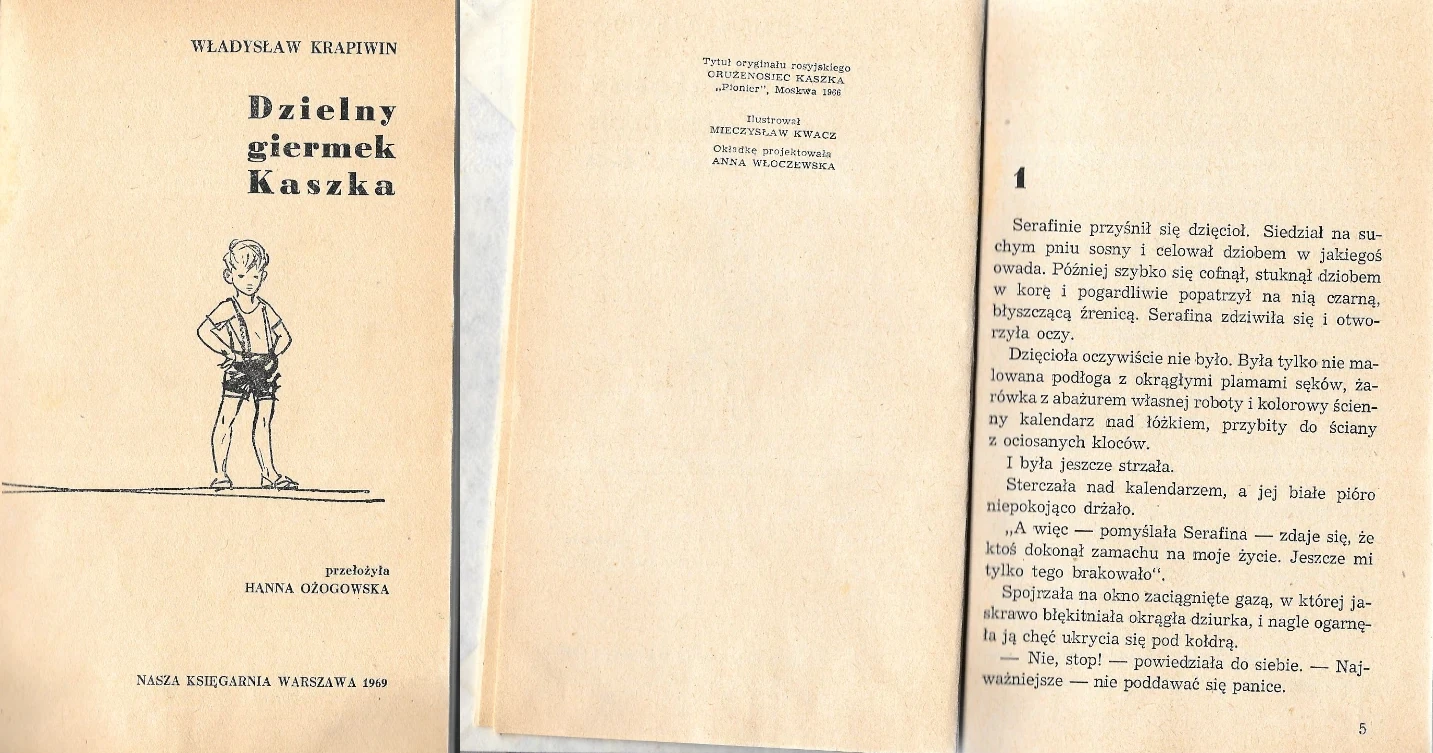 WŁADYSŁAW KRAPIWIN
Dzielny
giermek
Kaszka
przełożyła
HANNA OŻOGOWSKA
NASZA KSIĘGARNIA WARSZAWA 1969
Tytuł oryginału rosyjskiego
ORUŻENOSIEC KASZKA
„Pionier", Moskwa 1966
Ilustrował
MIECZYSŁAW KWACZ
Okładkę projektowała
ANNA WŁOCZEWSKA
1
Serafinie przyśnił się dzięcioł. Siedział na su-
chym pniu sosny i celował dziobem w jakiegoś
owada. Później szybko się cofnął, stuknął dziobem
w korę i pogardliwie popatrzył na nią czarną,
błyszczącą źrenicą. Serafina zdziwiła się i otwo-
rzyła oczy.
Dzięcioła oczywiście nie było. Była tylko nie ma-
lowana podłoga z okrągłymi plamami sęków, ża-
rówka z abażurem własnej roboty i kolorowy ścien-
ny kalendarz nad łóżkiem, przybity do ściany
z ociosanych kloców.
I była jeszcze strzała.
Sterczała nad kalendarzem, a jej białe pióro
niepokojąco drżało.
„A więc — pomyślała Serafina — zdaje się, że
ktoś dokonał zamachu na moje życie. Jeszcze mi
tylko tego brakowało".
Spojrzała na okno zaciągnięte gazą, w której ja-
skrawo błękitniała okrągła dziurka, i nagle ogarnę-
ła ją chęć ukrycia się pod kołdrą.
— Nie, stop! — powiedziała do siebie. — Naj-
ważniejsze — nie poddawać się panice.
5